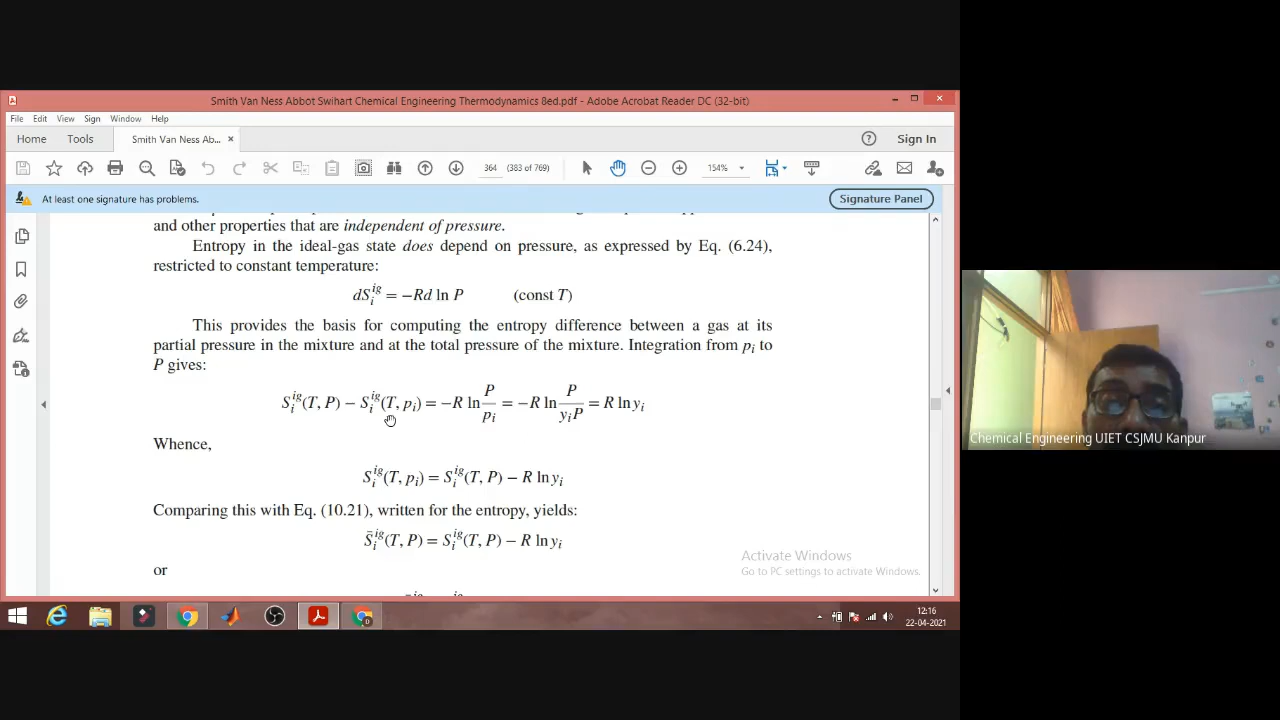 Smith Van Ness Abbot Swihart Chemical Engineering Thermodynamics 8ed.pdf - Adobe Acrobat Reader DC (32-bit)
File Edit View Sign Window Help
Home Tools Smith Van Ness Ab... × Sign In
364 (383 of 769) 154%
At least one signature has problems. Signature Panel
and other properties that are independent of pressure.
Entropy in the ideal-gas state does depend on pressure, as expressed by Eq. (6.24),
restricted to constant temperature:
dS_i^ig = −Rd ln P (const T)
This provides the basis for computing the entropy difference between a gas at its
partial pressure in the mixture and at the total pressure of the mixture. Integration from p_i to
P gives:
S_i^ig(T, P) − S_i^ig(T, p_i) = −R ln P/p_i = −R ln P/(y_i P) = R ln y_i
Whence,
S_i^ig(T, p_i) = S_i^ig(T, P) − R ln y_i
Comparing this with Eq. (10.21), written for the entropy, yields:
S̄_i^ig(T, P) = S_i^ig(T, P) − R ln y_i
or
Activate Windows
Go to PC settings to activate Windows.
12:16
22-04-2021
Chemical Engineering UIET CSJMU Kanpur